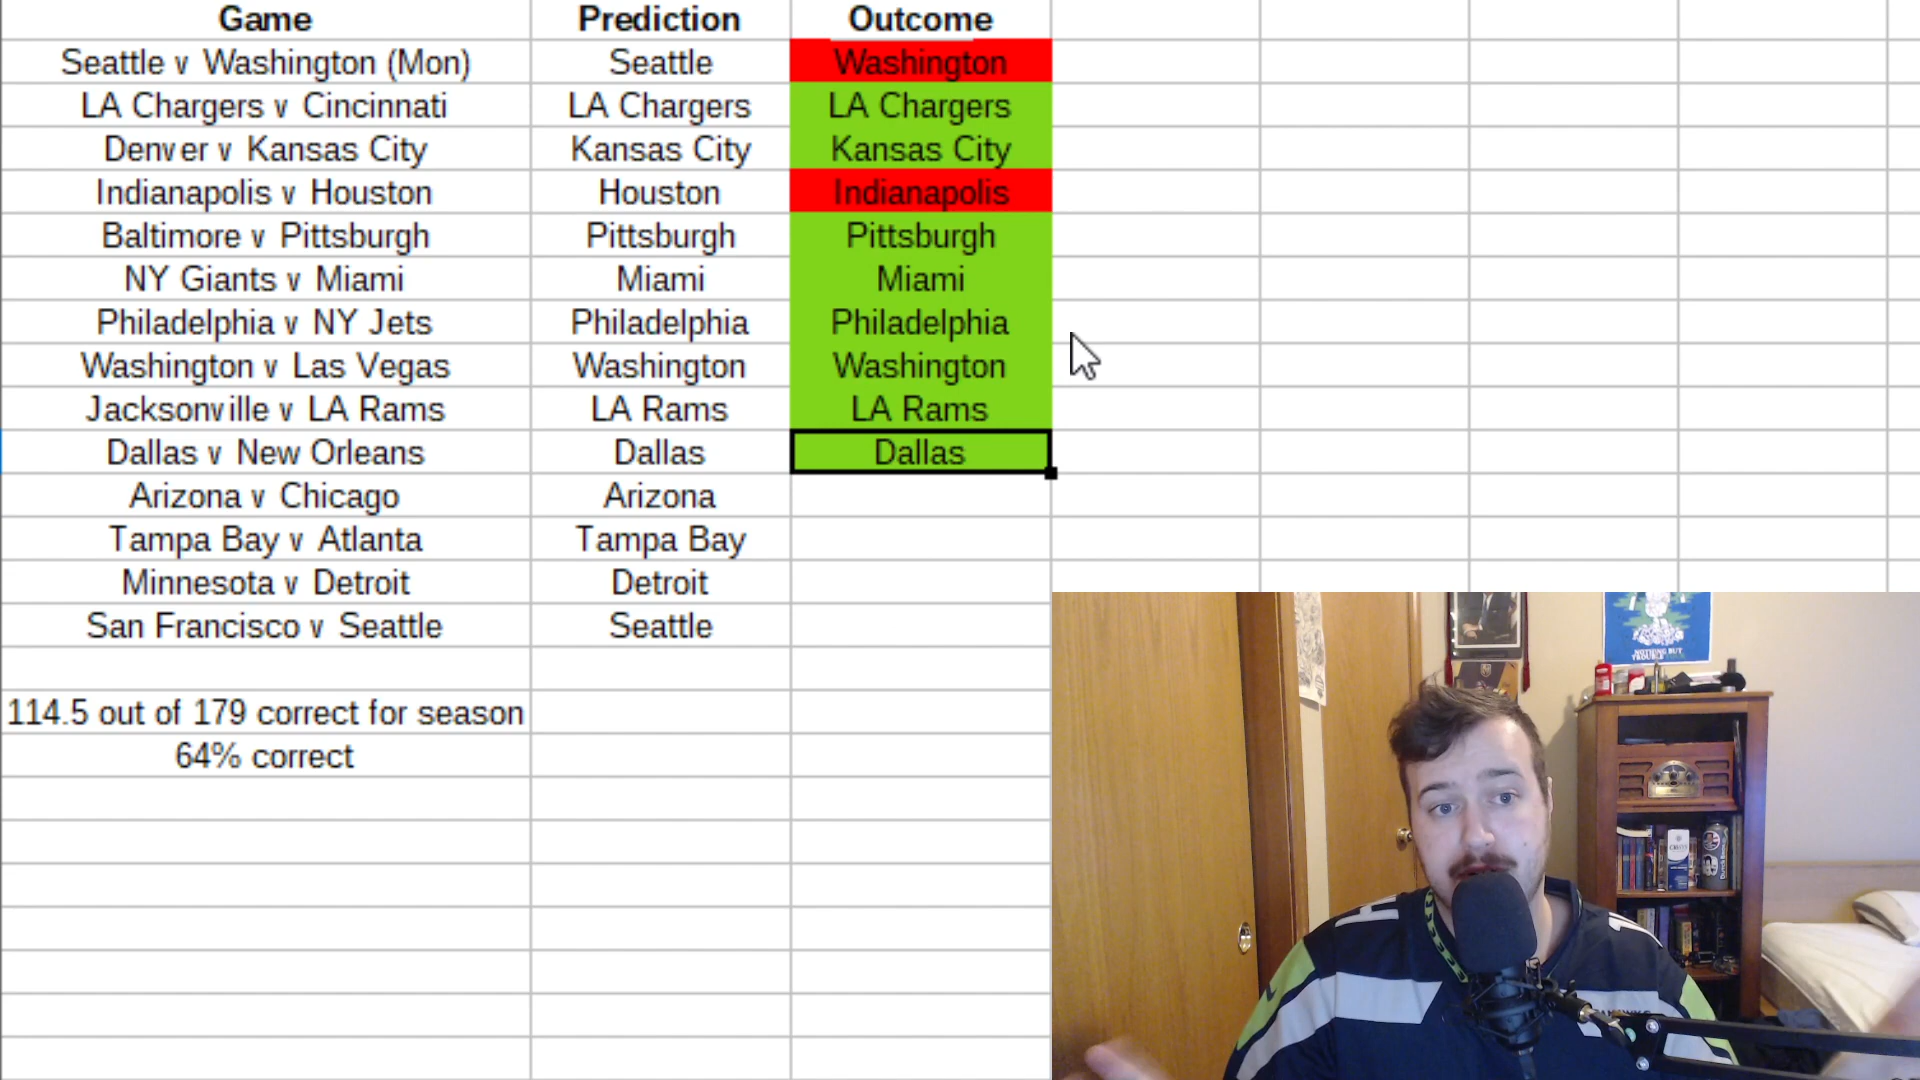 Game Prediction Outcome
Seattle v Washington (Mon) Seattle Washington
LA Chargers v Cincinnati LA Chargers LA Chargers
Denver v Kansas City Kansas City Kansas City
Indianapolis v Houston Houston Indianapolis
Baltimore v Pittsburgh Pittsburgh Pittsburgh
NY Giants v Miami Miami Miami
Philadelphia v NY Jets Philadelphia Philadelphia
Washington v Las Vegas Washington Washington
Jacksonville v LA Rams LA Rams LA Rams
Dallas v New Orleans Dallas Dallas
Arizona v Chicago Arizona
Tampa Bay v Atlanta Tampa Bay
Minnesota v Detroit Detroit
San Francisco v Seattle Seattle
114.5 out of 179 correct for season
64% correct
NOTHING BUT
TROUBLE